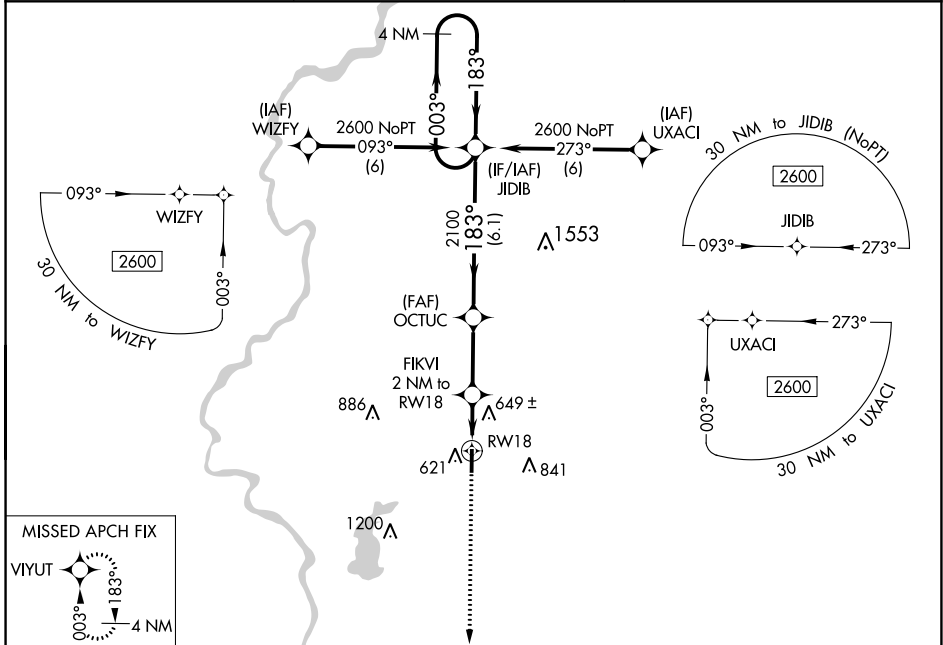 4 NM
003°
183°
(IAF)
WIZFY
2600 NoPT
093°
(6)
2600 NoPT
273°
(6)
(IAF)
UXACI
(IF/IAF)
JIDIB
2100
183°
(6.1)
1553
(FAF)
OCTUC
FIKVI
2 NM to
RW18
886
649 ±
RW18
621
841
1200
093°
WIZFY
2600
003°
30 NM to WIZFY
30 NM to JIDIB (NoPT)
2600
JIDIB
093°
273°
273°
UXACI
2600
003°
30 NM to UXACI
MISSED APCH FIX
VIYUT
003°
183°
4 NM